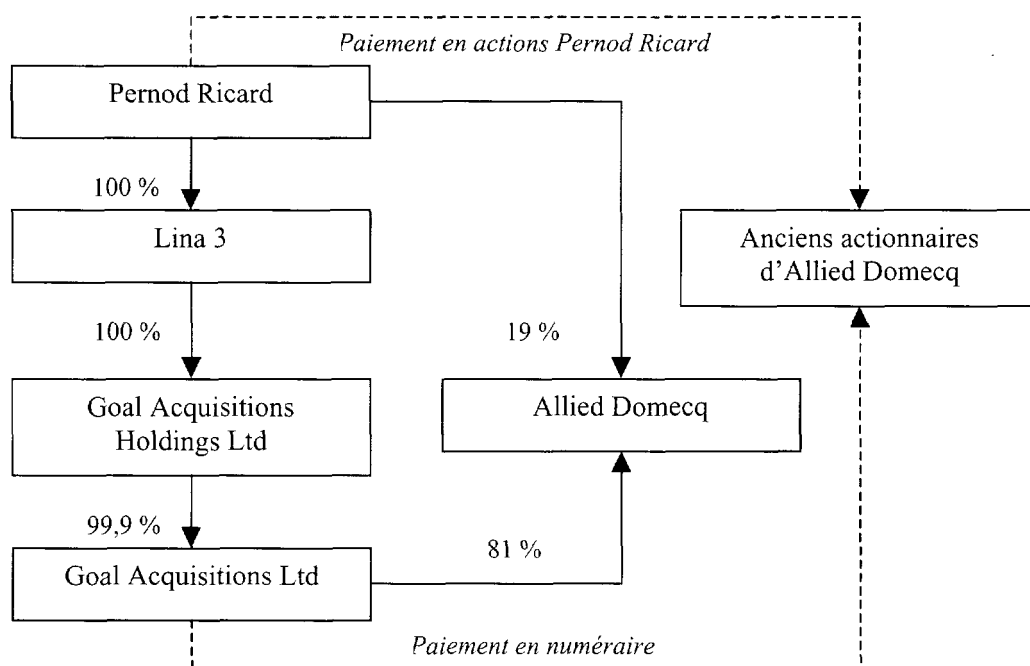 Paiement en actions Pernod Ricard
Pernod Ricard
100 %
Lina 3
Anciens actionnaires
d'Allied Domecq
100 %
19 %
Goal Acquisitions
Holdings Ltd
Allied Domecq
99,9 %
81 %
Goal Acquisitions Ltd
Paiement en numéraire